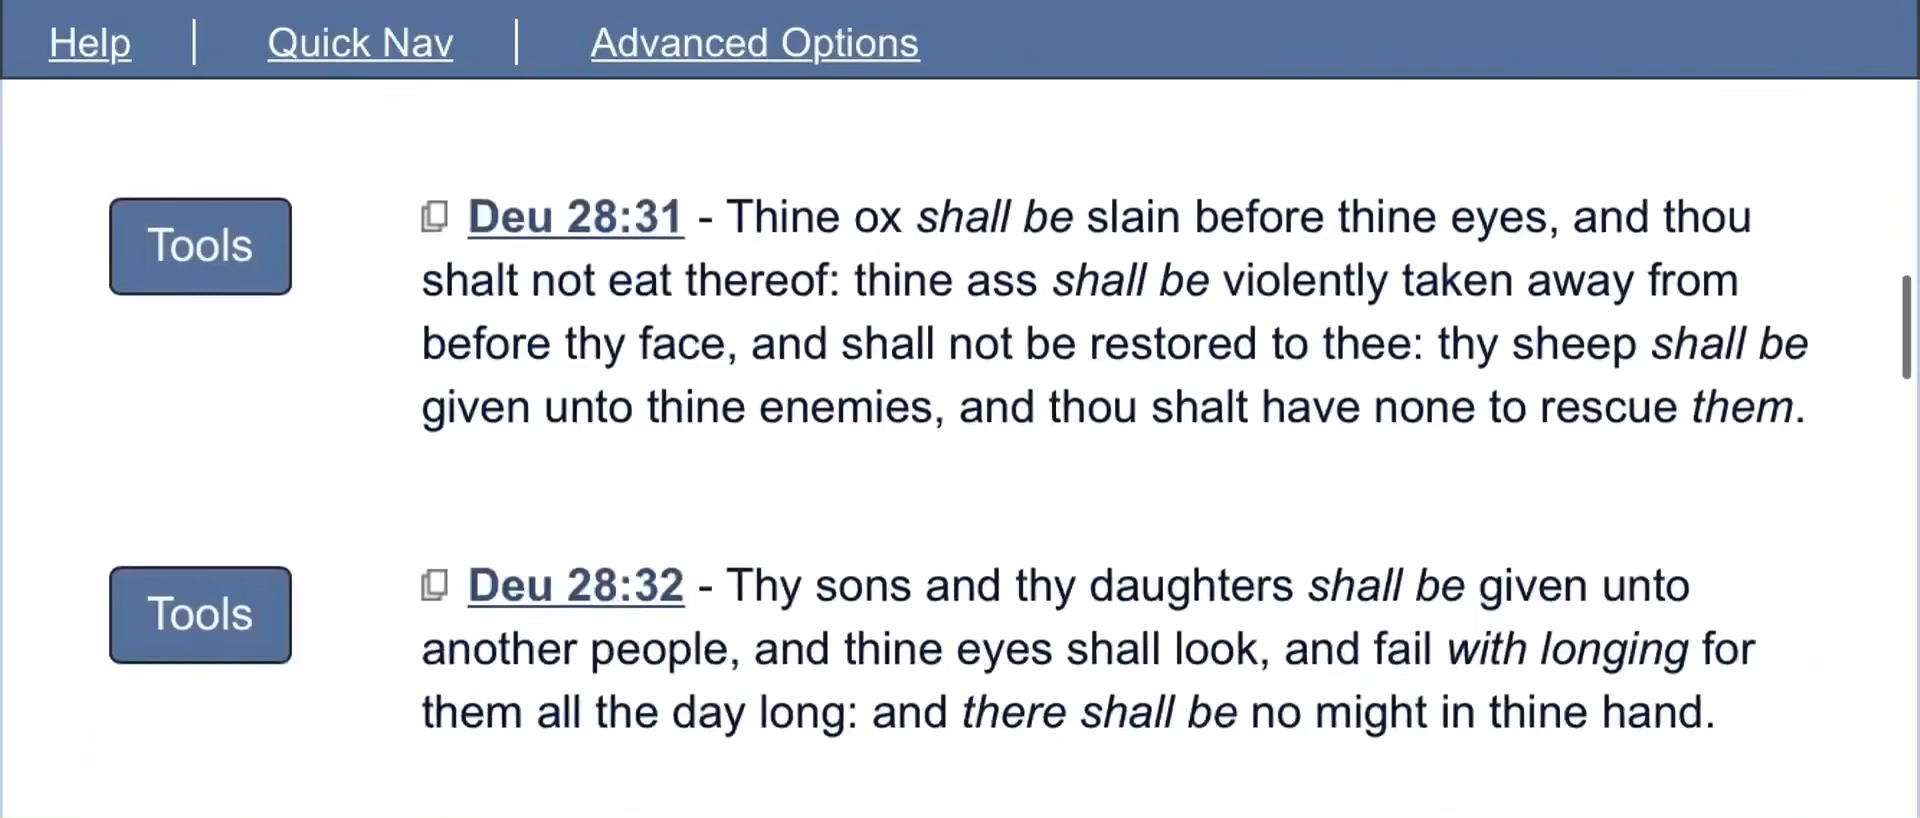 Help | Quick Nav | Advanced Options
Tools
Deu 28:31 - Thine ox shall be slain before thine eyes, and thou
shalt not eat thereof: thine ass shall be violently taken away from
before thy face, and shall not be restored to thee: thy sheep shall be
given unto thine enemies, and thou shalt have none to rescue them.
Tools
Deu 28:32 - Thy sons and thy daughters shall be given unto
another people, and thine eyes shall look, and fail with longing for
them all the day long: and there shall be no might in thine hand.